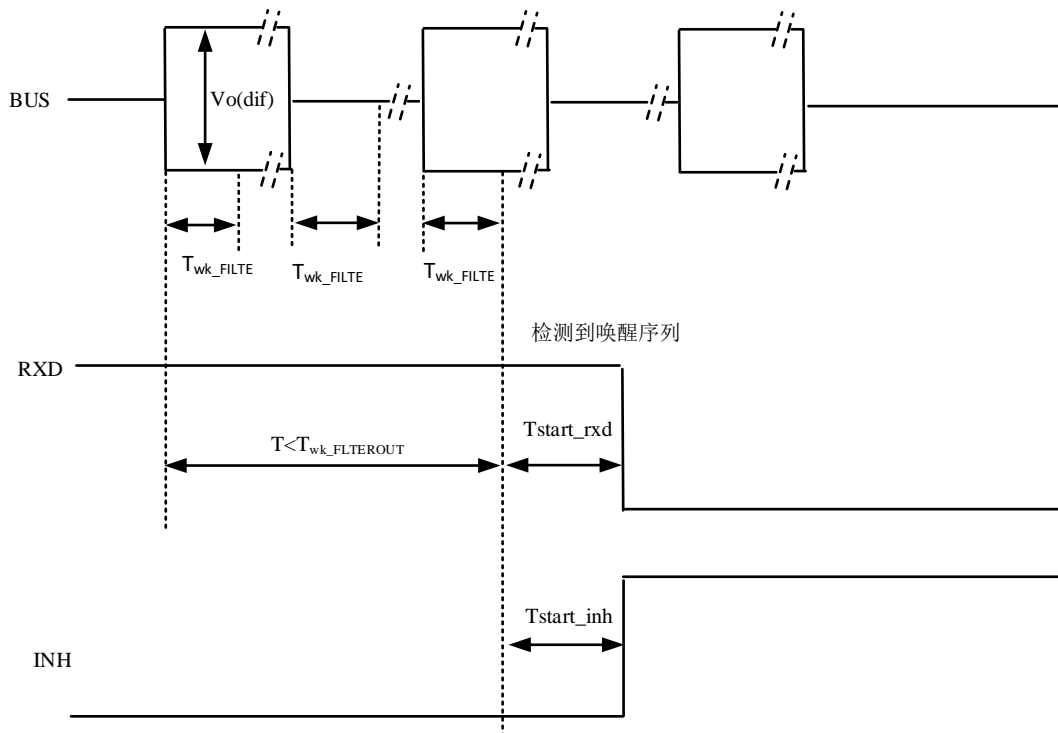 BUS
Vo(dif)
Twk_FILTE
Twk_FILTE
Twk_FILTE
检测到唤醒序列
RXD
Tstart_rxd
T<Twk_FLTEROUT
Tstart_inh
INH